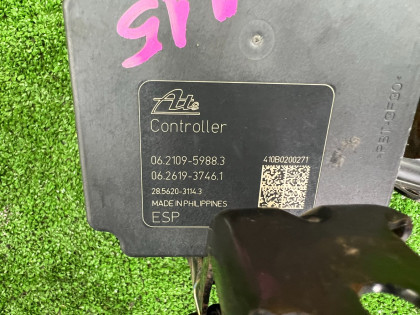 15
Ate
Controller
06.2109-5988.3
410B0200271
06.2619-3746.1
28.5620-3114.3
MADE IN PHILIPPINES
ESP